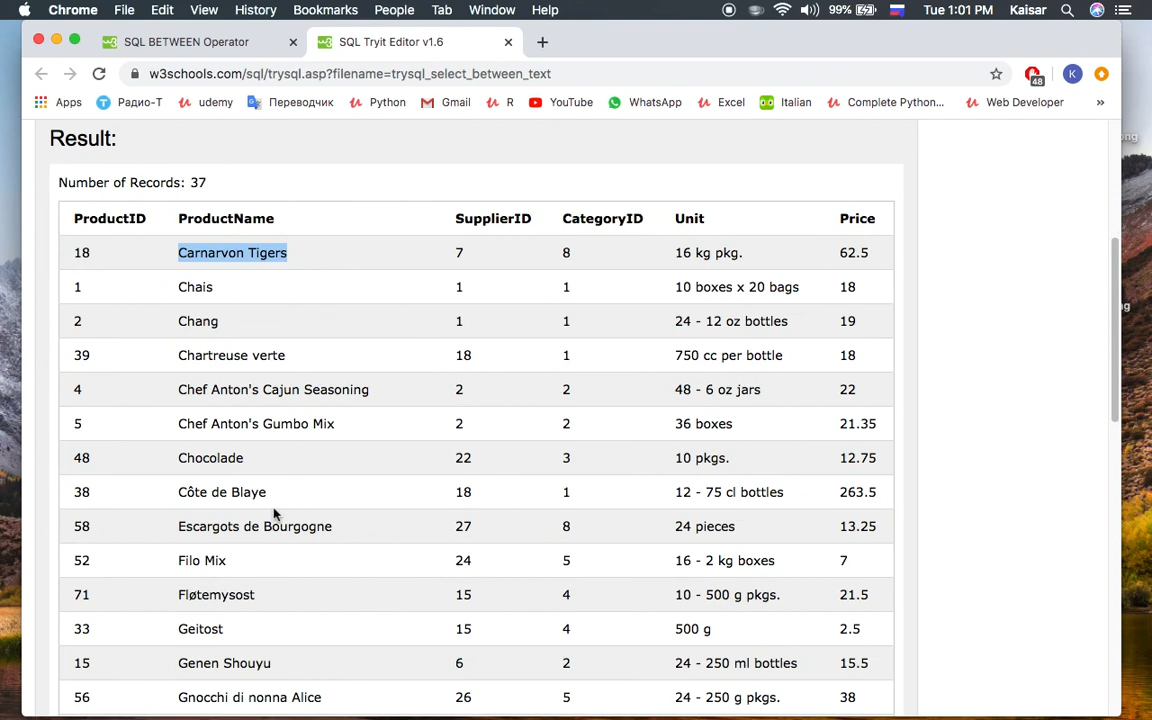 Chrome File Edit View History Bookmarks People Tab Window Help 99% Tue 1:01 PM Kaisar
SQL BETWEEN Operator SQL Tryit Editor v1.6
w3schools.com/sql/trysql.asp?filename=trysql_select_between_text 48 K
Apps Радио-Т udemy Переводчик Python Gmail R YouTube WhatsApp Excel Italian Complete Python... Web Developer »
Result:
Number of Records: 37
ProductID ProductName SupplierID CategoryID Unit Price
18 Carnarvon Tigers 7 8 16 kg pkg. 62.5
1 Chais 1 1 10 boxes x 20 bags 18
2 Chang 1 1 24 - 12 oz bottles 19
39 Chartreuse verte 18 1 750 cc per bottle 18
4 Chef Anton's Cajun Seasoning 2 2 48 - 6 oz jars 22
5 Chef Anton's Gumbo Mix 2 2 36 boxes 21.35
48 Chocolade 22 3 10 pkgs. 12.75
38 Côte de Blaye 18 1 12 - 75 cl bottles 263.5
58 Escargots de Bourgogne 27 8 24 pieces 13.25
52 Filo Mix 24 5 16 - 2 kg boxes 7
71 Fløtemysost 15 4 10 - 500 g pkgs. 21.5
33 Geitost 15 4 500 g 2.5
15 Genen Shouyu 6 2 24 - 250 ml bottles 15.5
56 Gnocchi di nonna Alice 26 5 24 - 250 g pkgs. 38